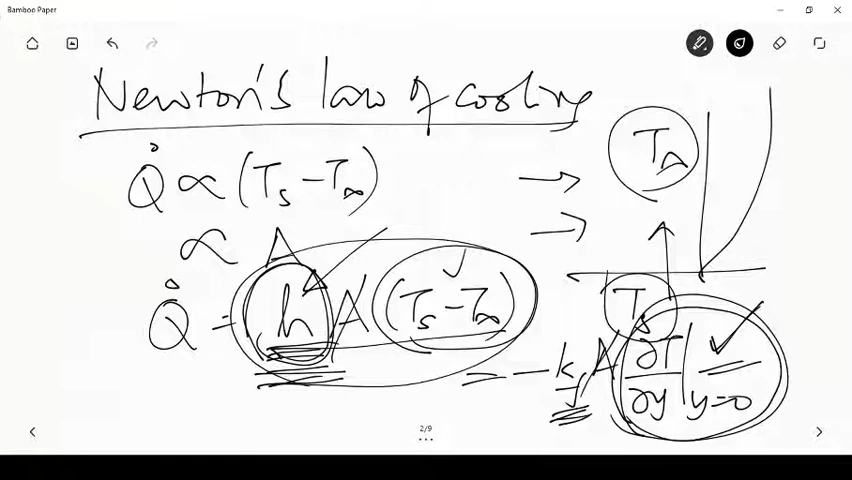 Bamboo Paper
Newton's law of cooling
Q̇ ∝ (Ts − T∞)
∝ A
T∞
Ts
Q̇ = h A (Ts − T∞) = − k A ∂T/∂y | y=0
2/9